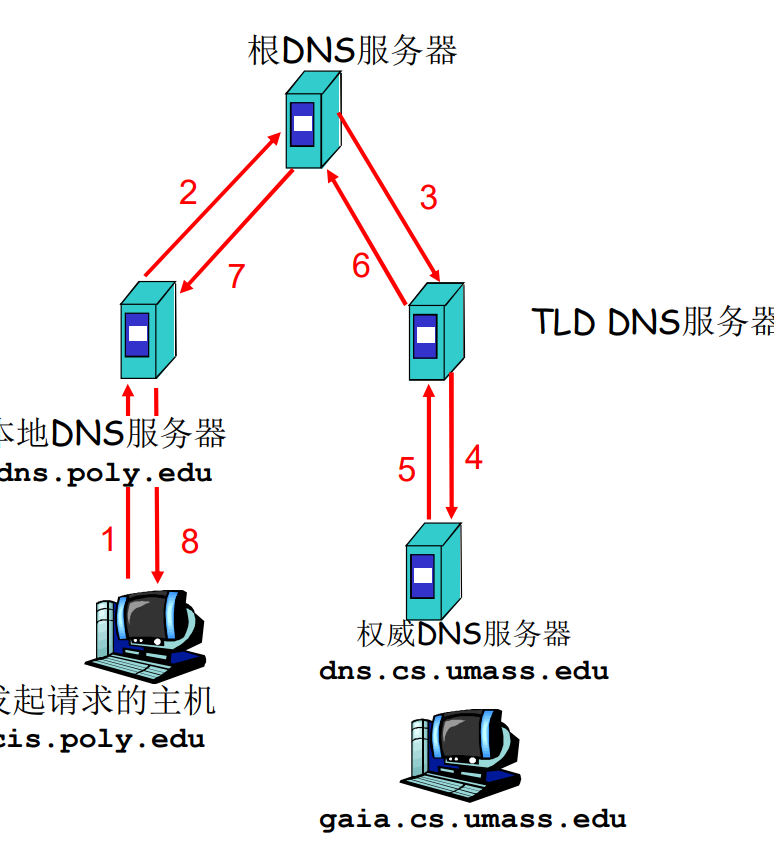 根DNS服务器
2
3
6
7
TLD DNS服务器
本地DNS服务器
dns.poly.edu
5
4
1
8
权威DNS服务器
dns.cs.umass.edu
发起请求的主机
cis.poly.edu
gaia.cs.umass.edu